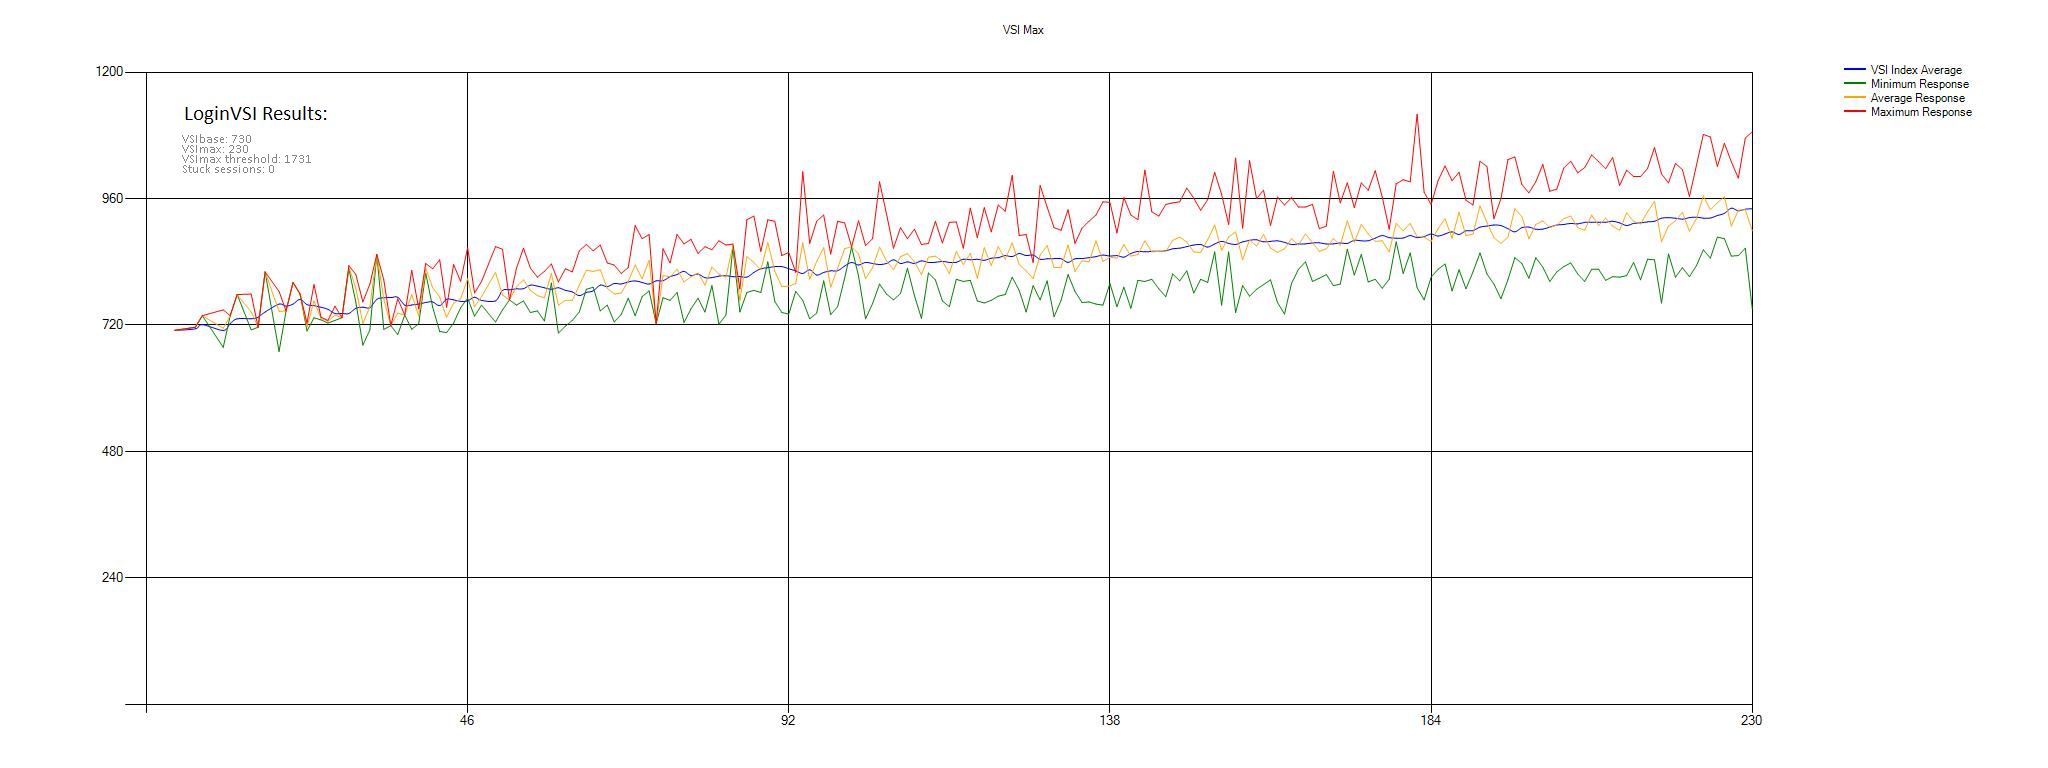 VSI Max
1200
960
720
480
240
LoginVSI Results:
VSIbase: 730
VSImax: 230
VSImax threshold: 1731
Stuck sessions: 0
46
92
138
184
230
VSI Index Average
Minimum Response
Average Response
Maximum Response